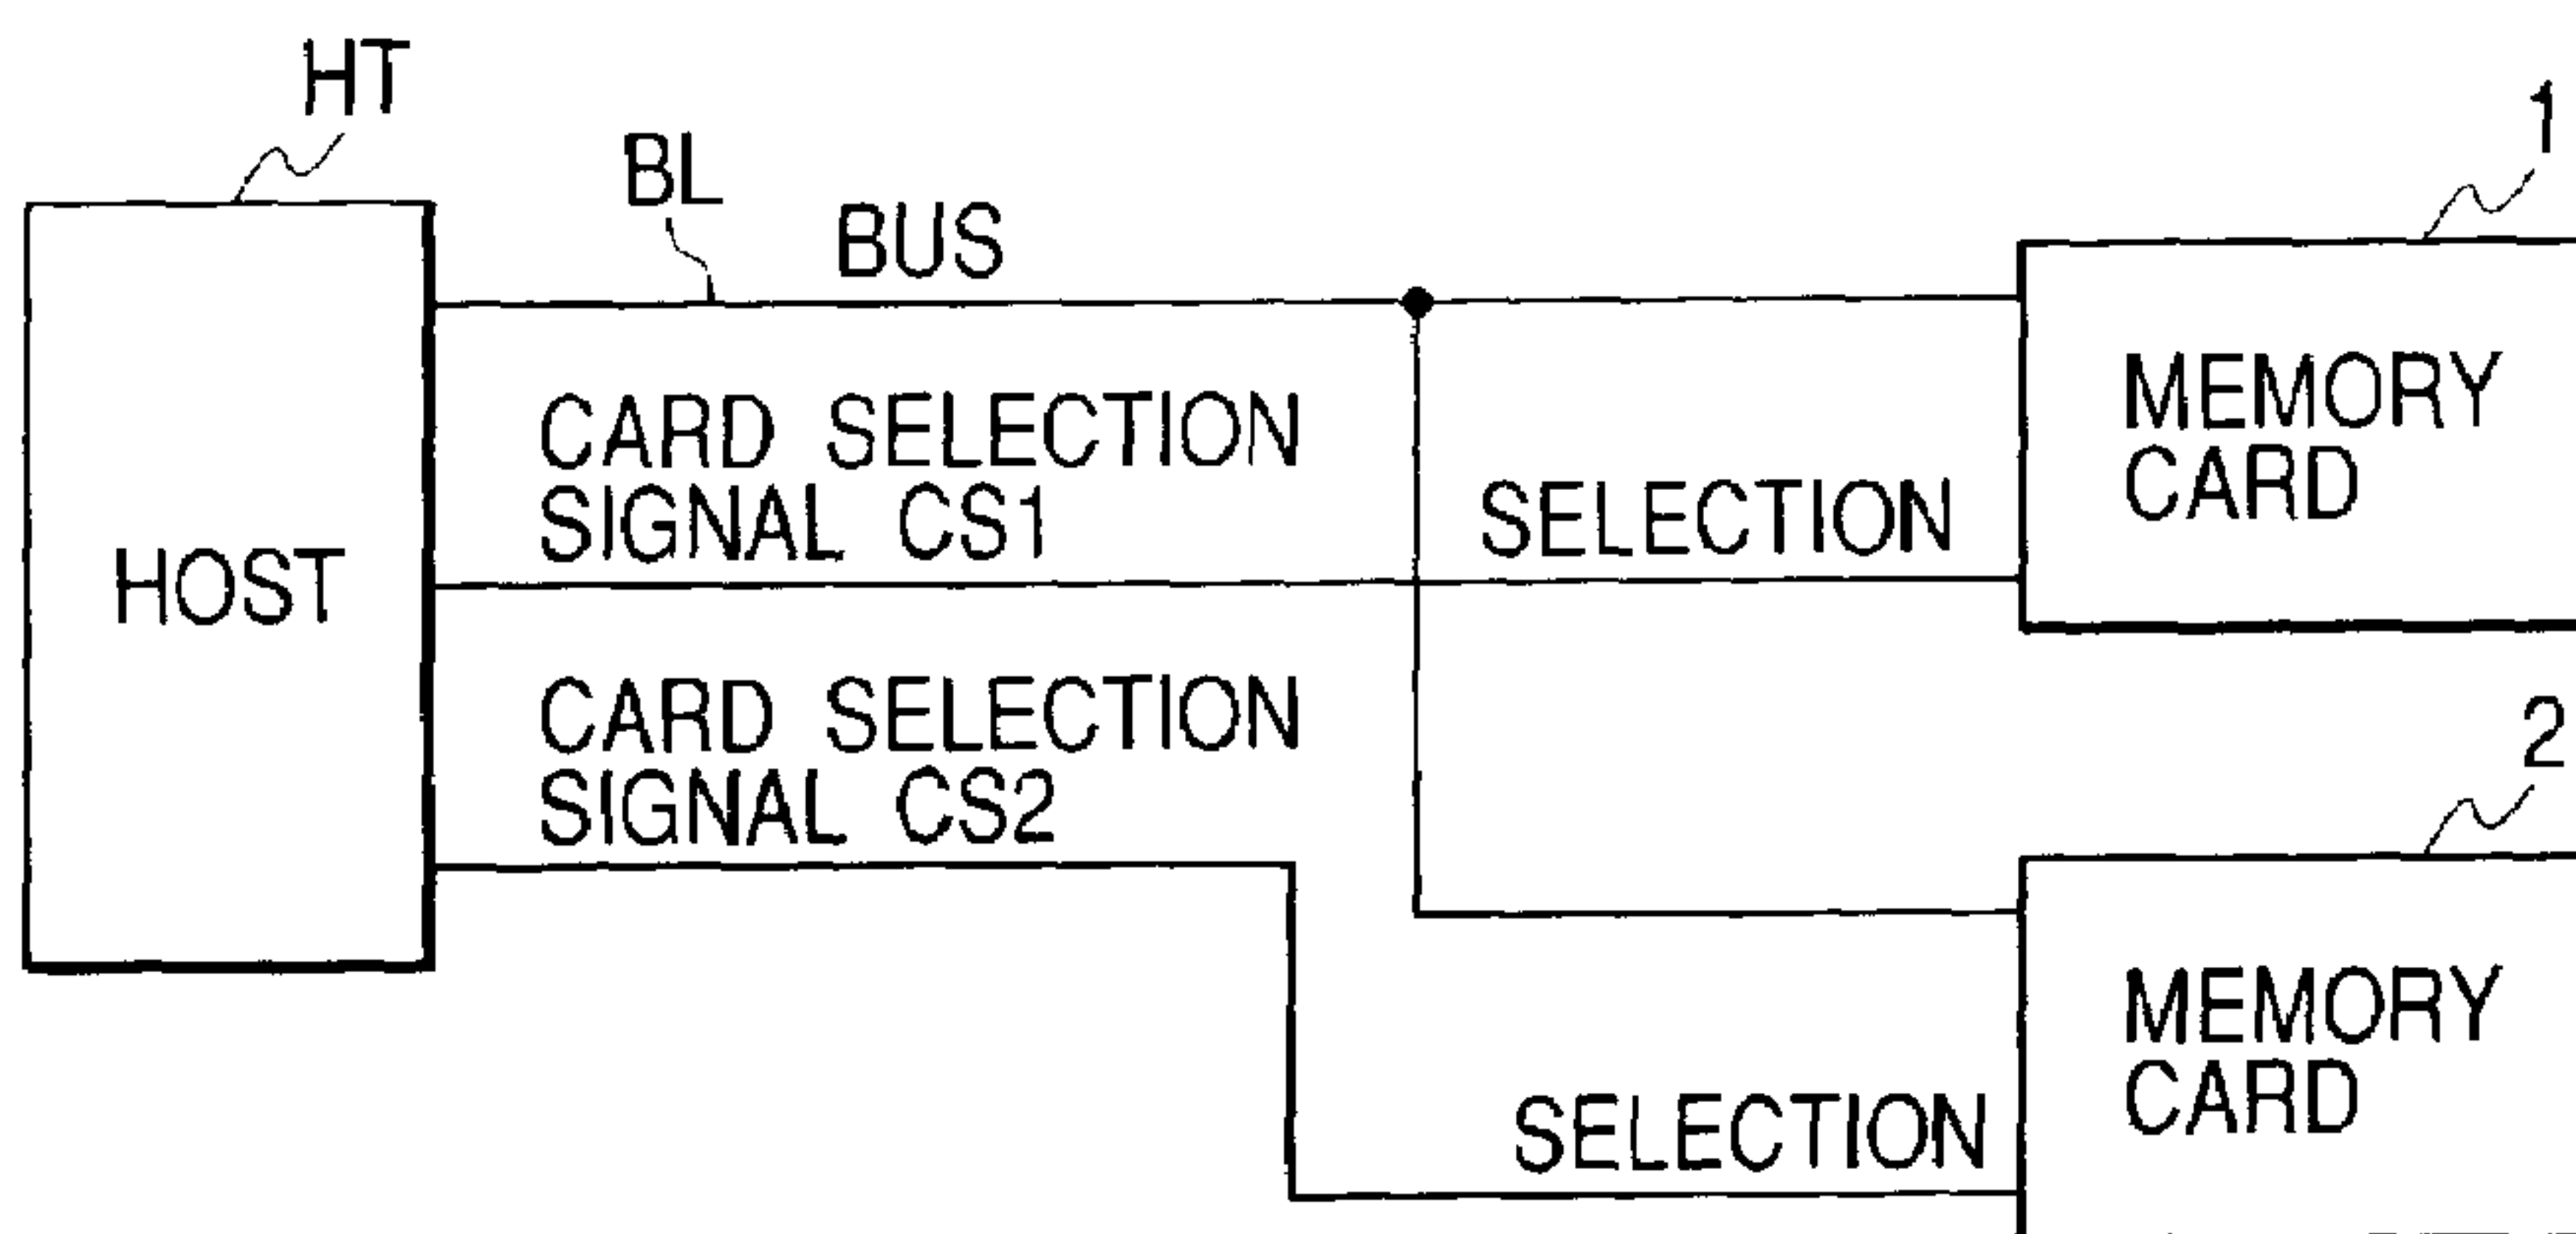 HT
BL
BUS
1
CARD SELECTION
SIGNAL CS1
SELECTION
MEMORY
CARD
HOST
CARD SELECTION
SIGNAL CS2
2
SELECTION
MEMORY
CARD